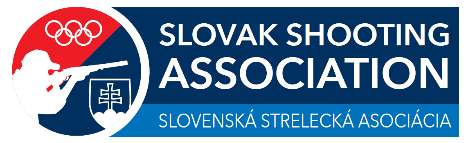 SLOVAK SHOOTING
ASSOCIATION
SLOVENSKÁ STRELECKÁ ASOCIÁCIA